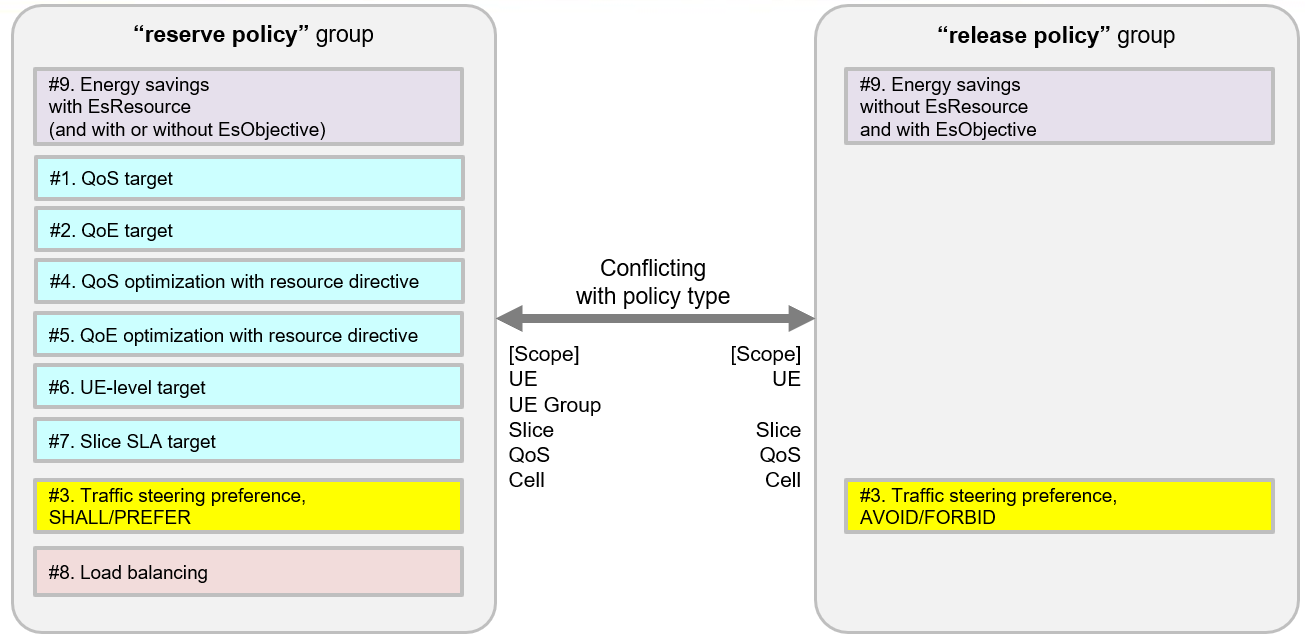 “reserve policy” group
#9. Energy savings
with EsResource
(and with or without EsObjective)
#1. QoS target
#2. QoE target
#4. QoS optimization with resource directive
#5. QoE optimization with resource directive
#6. UE-level target
#7. Slice SLA target
#3. Traffic steering preference,
SHALL/PREFER
#8. Load balancing
Conflicting
with policy type
[Scope]
UE
UE Group
Slice
QoS
Cell
[Scope]
UE
Slice
QoS
Cell
“release policy” group
#9. Energy savings
without EsResource
and with EsObjective
#3. Traffic steering preference,
AVOID/FORBID